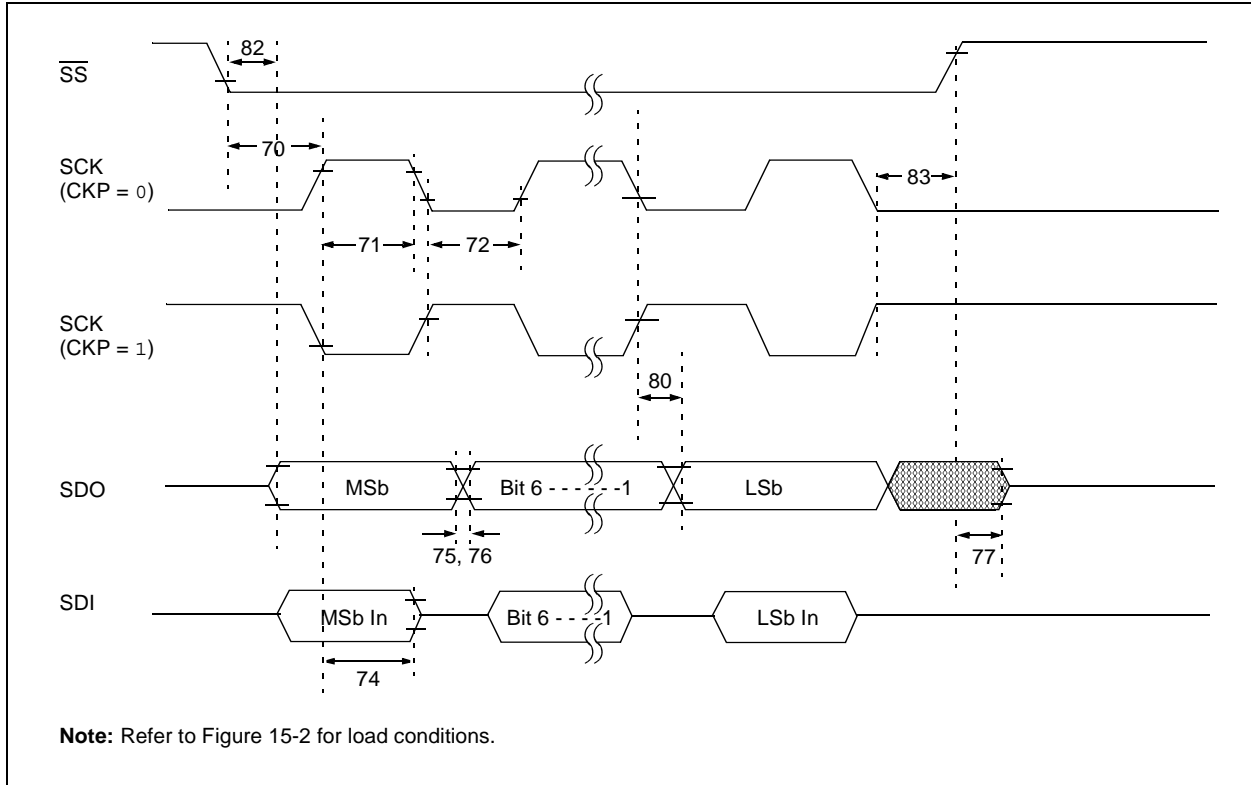 82
SS
70
SCK
(CKP = 0)
83
71
72
SCK
(CKP = 1)
80
SDO
MSb
Bit 6 - - - - - -1
LSb
75, 76
77
SDI
MSb In
Bit 6 - - - -1
LSb In
74
Note: Refer to Figure 15-2 for load conditions.